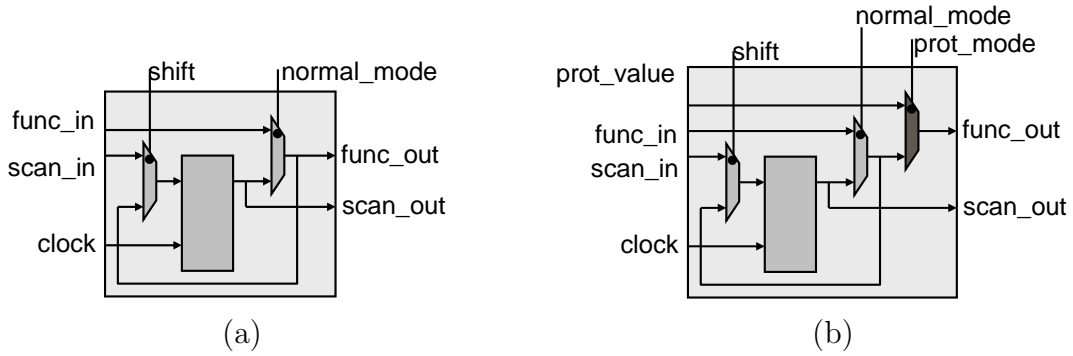 shift
normal_mode
func_in
scan_in
clock
func_out
scan_out
(a)
normal_mode
prot_mode
shift
prot_value
func_in
scan_in
clock
func_out
scan_out
(b)